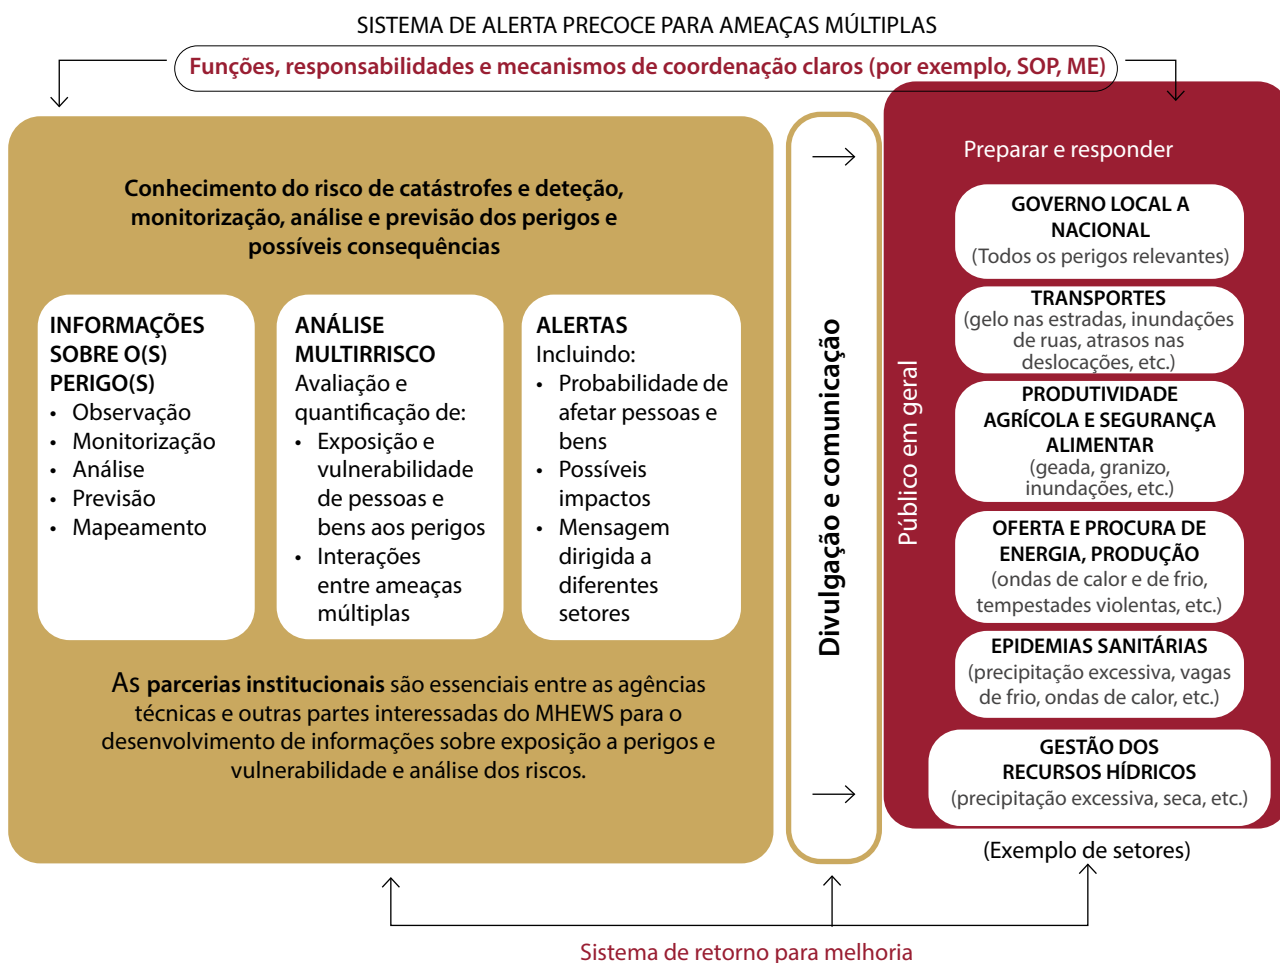 SISTEMA DE ALERTA PRECOCE PARA AMEAÇAS MÚLTIPLAS
Funções, responsabilidades e mecanismos de coordenação claros (por exemplo, SOP, ME)
Conhecimento do risco de catástrofes e deteção,
monitorização, análise e previsão dos perigos e
possíveis consequências
INFORMAÇÕES
SOBRE O(S)
PERIGO(S)
• Observação
• Monitorização
• Análise
• Previsão
• Mapeamento
ANÁLISE
MULTIRRISCO
Avaliação e
quantificação de:
• Exposição e
vulnerabilidade
de pessoas e
bens aos perigos
• Interações
entre ameaças
múltiplas
ALERTAS
Incluindo:
• Probabilidade de
afetar pessoas e
bens
• Possíveis
impactos
• Mensagem
dirigida a
diferentes
setores
As parcerias institucionais são essenciais entre as agências
técnicas e outras partes interessadas do MHEWS para o
desenvolvimento de informações sobre exposição a perigos e
vulnerabilidade e análise dos riscos.
Divulgação e comunicação
Público em geral
Preparar e responder
GOVERNO LOCAL A
NACIONAL
(Todos os perigos relevantes)
TRANSPORTES
(gelo nas estradas, inundações
de ruas, atrasos nas
deslocações, etc.)
PRODUTIVIDADE
AGRÍCOLA E SEGURANÇA
ALIMENTAR
(geada, granizo,
inundações, etc.)
OFERTA E PROCURA DE
ENERGIA, PRODUÇÃO
(ondas de calor e de frio,
tempestades violentas, etc.)
EPIDEMIAS SANITÁRIAS
(precipitação excessiva, vagas
de frio, ondas de calor, etc.)
GESTÃO DOS
RECURSOS HÍDRICOS
(precipitação excessiva, seca, etc.)
(Exemplo de setores)
Sistema de retorno para melhoria